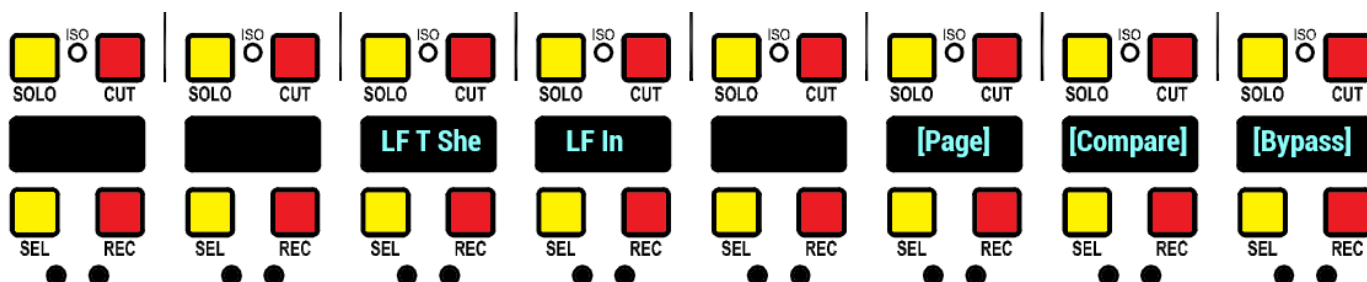 ISO ISO ISO ISO ISO ISO ISO ISO
SOLO CUT SOLO CUT SOLO CUT SOLO CUT SOLO CUT SOLO CUT SOLO CUT SOLO CUT
LF T She LF In [Page] [Compare] [Bypass]
SEL REC SEL REC SEL REC SEL REC SEL REC SEL REC SEL REC SEL REC